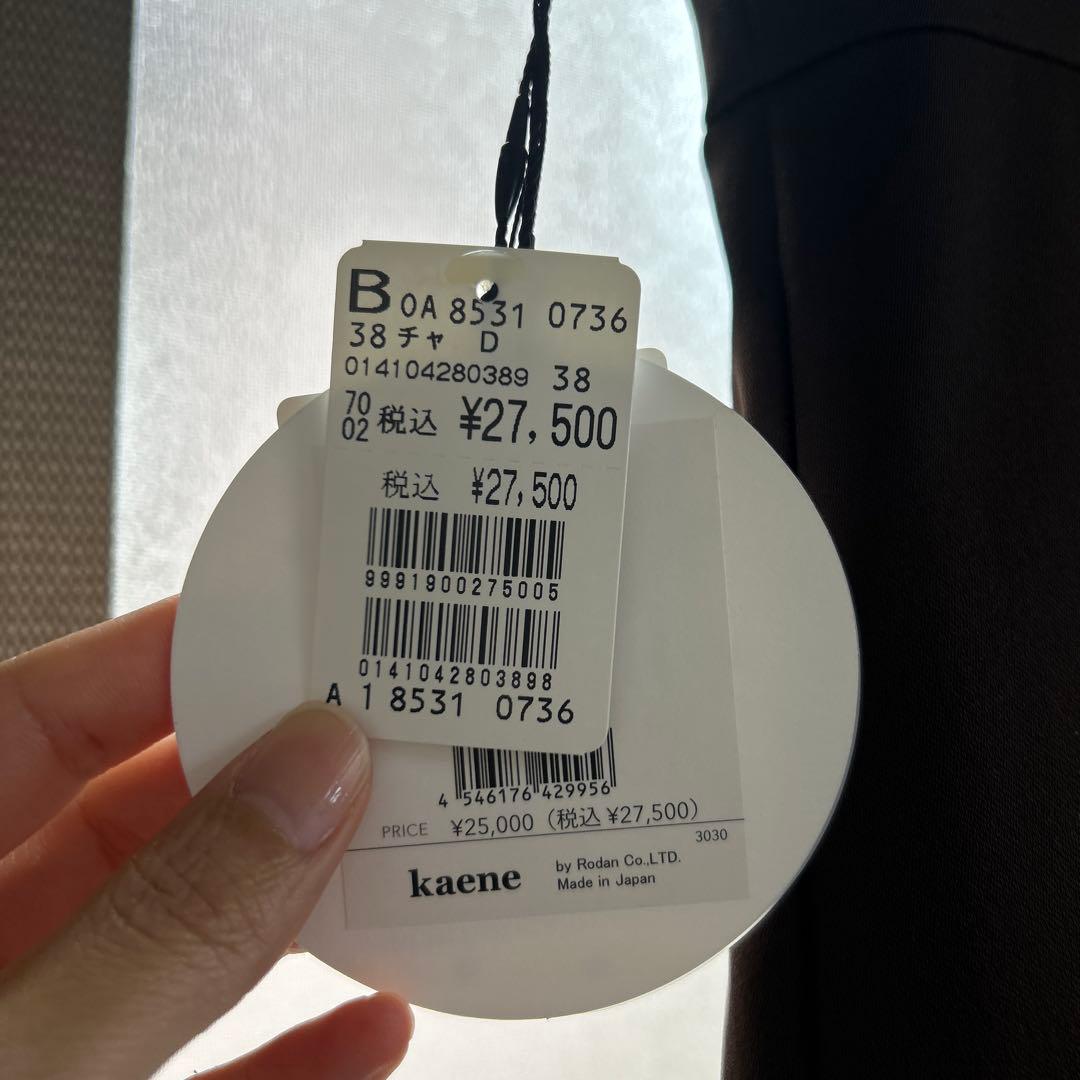 B 0A 8531 0736
38 チャ D
014104280389 38
70
02 税込 ¥27,500
税込 ¥27,500
9991900275005
0141042803898
A 1 8531 0736
4 546176 429956
PRICE ¥25,000 (税込 ¥27,500)
3030
kaene by Rodan Co.,LTD.
Made in Japan